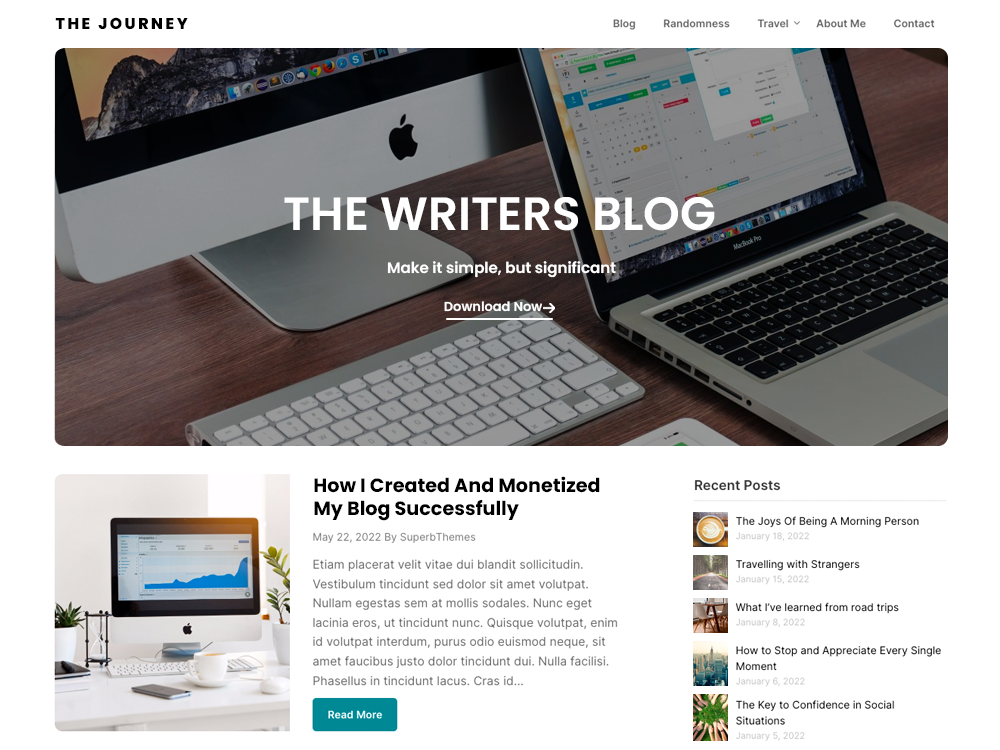 THE JOURNEY
Blog
Randomness
Travel
About Me
Contact
MacBook Pro
THE WRITERS BLOG
Make it simple, but significant
Download Now
How I Created And Monetized
My Blog Successfully
May 22, 2022 By SuperbThemes
Etiam placerat velit vitae dui blandit sollicitudin.
Vestibulum tincidunt sed dolor sit amet volutpat.
Nullam egestas sem at mollis sodales. Nunc eget
lacinia eros, ut tincidunt nunc. Quisque volutpat, enim
id volutpat interdum, purus odio euismod neque, sit
amet faucibus justo dolor tincidunt dui. Nulla facilisi.
Phasellus in tincidunt lacus. Cras id...
Read More
Recent Posts
The Joys Of Being A Morning Person
January 18, 2022
Travelling with Strangers
January 15, 2022
What I've learned from road trips
January 8, 2022
How to Stop and Appreciate Every Single
Moment
January 6, 2022
The Key to Confidence in Social
Situations
January 5, 2022